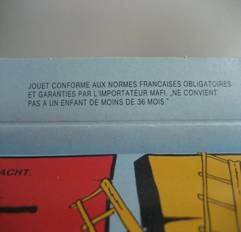 JOUET CONFORME AUX NORMES FRANCAISES OBLIGATOIRES
ET GARANTIES PAR L'IMPORTATEUR MAFI. „NE CONVIENT
PAS A UN ENFANT DE MOINS DE 36 MOIS."
ACHT.